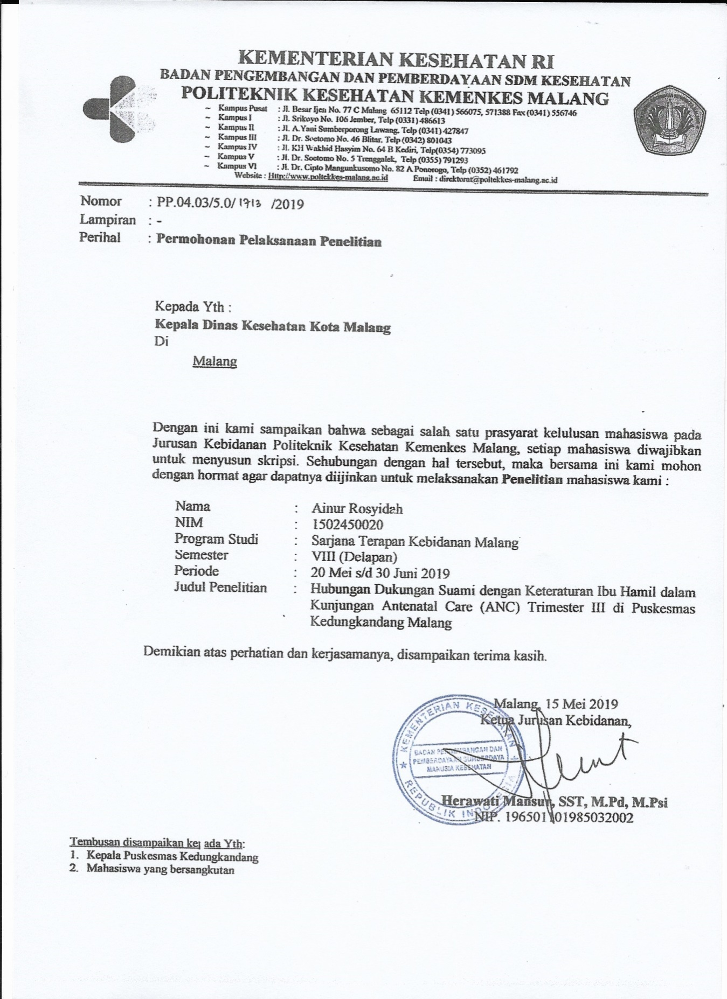 KEMENTERIAN KESEHATAN RI
BADAN PENGEMBANGAN DAN PEMBERDAYAAN SDM KESEHATAN
POLITEKNIK KESEHATAN KEMENKES MALANG
~ Kampus Pusat : Jl. Besar Ijen No. 77 C Malang 65112 Telp (0341) 566075, 571388 Fax (0341) 556746
~ Kampus I : Jl. Srikoyo No. 106 Jember, Telp (0331) 486613
~ Kampus II : Jl. A.Yani Sumberporong Lawang. Telp (0341) 427847
~ Kampus III : Jl. Dr. Soetomo No. 46 Blitar. Telp (0342) 801043
~ Kampus IV : Jl. KH Wakhid Hasyim No. 64 B Kediri, Telp(0354) 773095
~ Kampus V : Jl. Dr. Soetomo No. 5 Trenggalek, Telp (0355) 791293
~ Kampus VI : Jl. Dr. Cipto Mangunkusomo No. 82 A Ponorogo, Telp (0352) 461792
Website : Http://www.poltekkes-malang.ac.id Email : direktorat@poltekkes-malang.ac.id
Nomor : PP.04.03/5.0/ 1713 /2019
Lampiran : -
Perihal : Permohonan Pelaksanaan Penelitian
Kepada Yth :
Kepala Dinas Kesehatan Kota Malang
Di
Malang
Dengan ini kami sampaikan bahwa sebagai salah satu prasyarat kelulusan mahasiswa pada
Jurusan Kebidanan Politeknik Kesehatan Kemenkes Malang, setiap mahasiswa diwajibkan
untuk menyusun skripsi. Sehubungan dengan hal tersebut, maka bersama ini kami mohon
dengan hormat agar dapatnya diijinkan untuk melaksanakan Penelitian mahasiswa kami :
Nama : Ainur Rosyidah
NIM : 1502450020
Program Studi : Sarjana Terapan Kebidanan Malang
Semester : VIII (Delapan)
Periode : 20 Mei s/d 30 Juni 2019
Judul Penelitian : Hubungan Dukungan Suami dengan Keteraturan Ibu Hamil dalam
Kunjungan Antenatal Care (ANC) Trimester III di Puskesmas
Kedungkandang Malang
Demikian atas perhatian dan kerjasamanya, disampaikan terima kasih.
Malang, 15 Mei 2019
Ketua Jurusan Kebidanan,
KEMENTERIAN KESEHATAN
BADAN PENGEMBANGAN DAN
PEMBERDAYAAN SUMBERDAYA
MANUSIA KESEHATAN
REPUBLIK INDONESIA
Herawati Mansur, SST, M.Pd, M.Psi
NIP. 196501101985032002
Tembusan disampaikan kepada Yth:
1. Kepala Puskesmas Kedungkandang
2. Mahasiswa yang bersangkutan